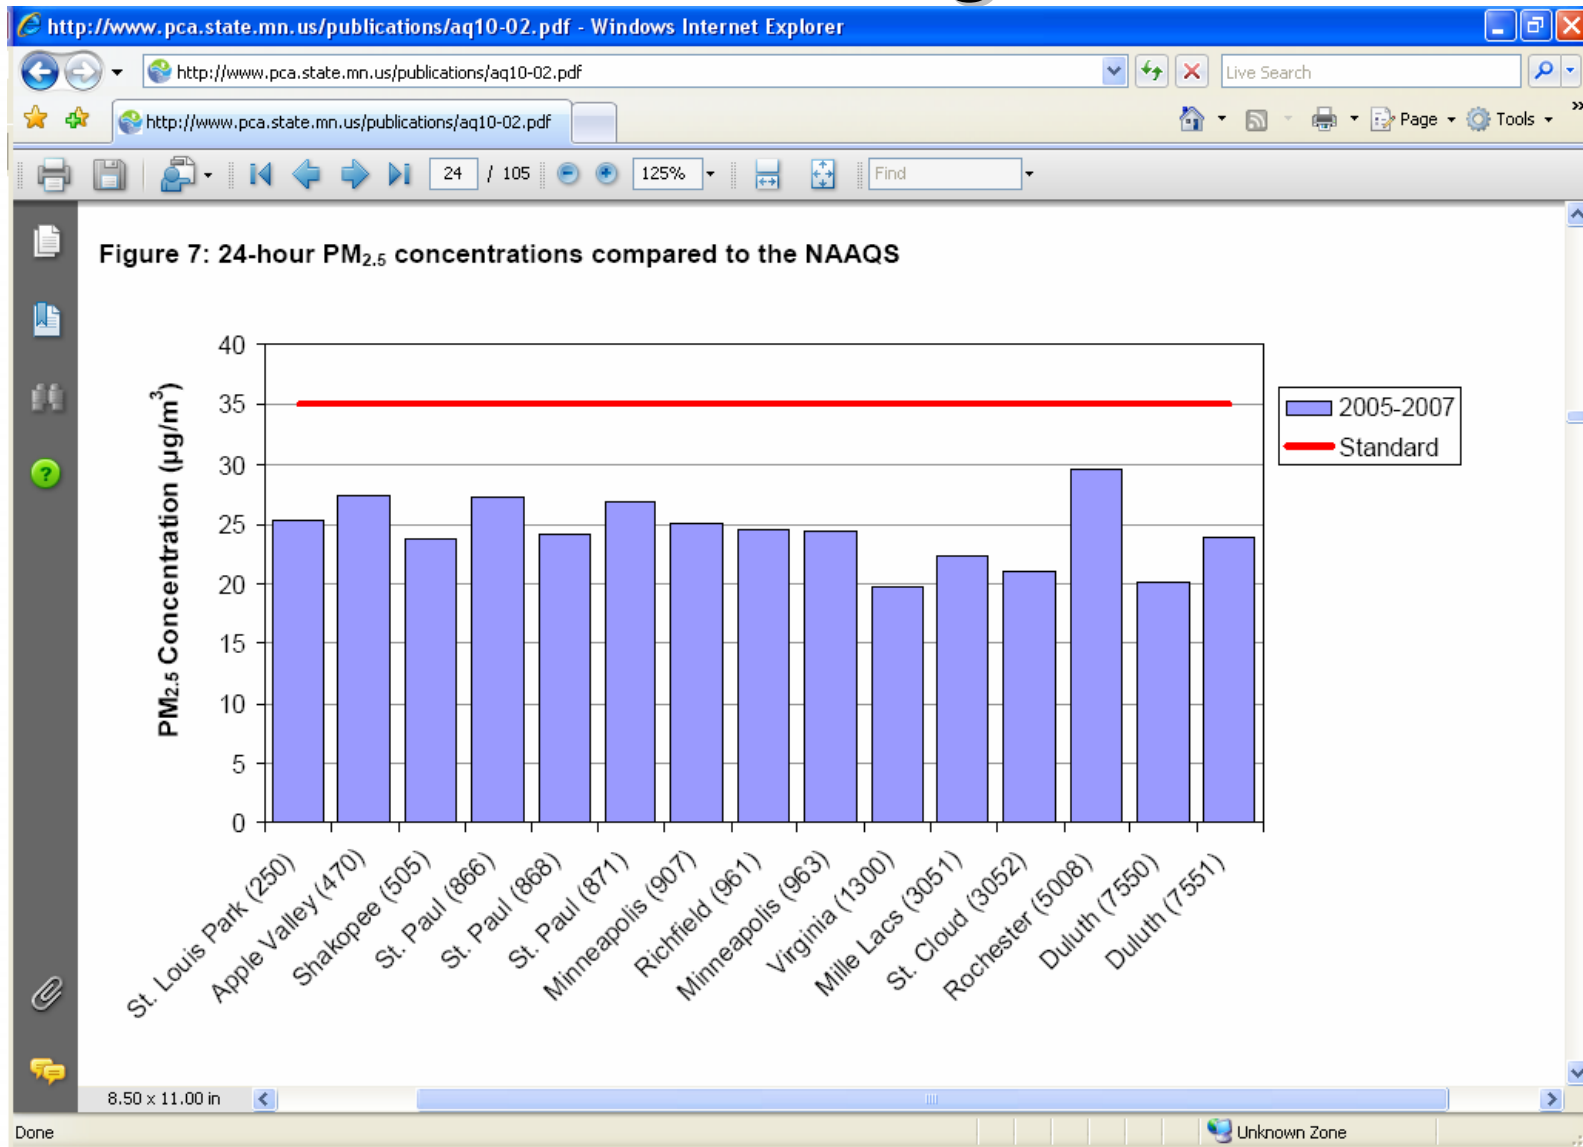 http://www.pca.state.mn.us/publications/aq10-02.pdf - Windows Internet Explorer
http://www.pca.state.mn.us/publications/aq10-02.pdf
Live Search
http://www.pca.state.mn.us/publications/aq10-02.pdf
Page
Tools
»
24 / 105
125%
Find
Figure 7: 24-hour PM2.5 concentrations compared to the NAAQS
PM2.5 Concentration (µg/m³)
40
35
30
25
20
15
10
5
0
2005-2007
Standard
St. Louis Park (250)
Apple Valley (470)
Shakopee (505)
St. Paul (866)
St. Paul (868)
St. Paul (871)
Minneapolis (907)
Richfield (961)
Minneapolis (963)
Virginia (1300)
Mille Lacs (3051)
St. Cloud (3052)
Rochester (5008)
Duluth (7550)
Duluth (7551)
8.50 x 11.00 in
Done
Unknown Zone